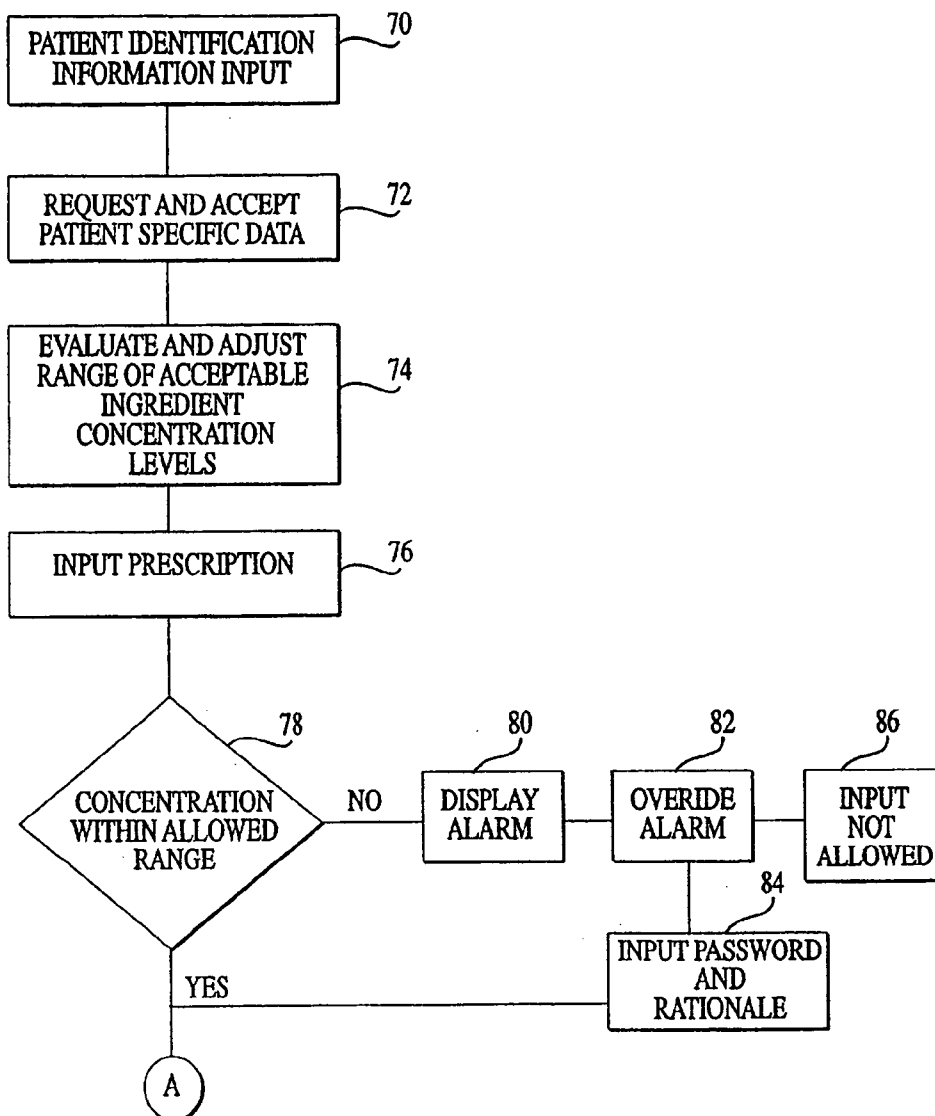 70
PATIENT IDENTIFICATION
INFORMATION INPUT
72
REQUEST AND ACCEPT
PATIENT SPECIFIC DATA
74
EVALUATE AND ADJUST
RANGE OF ACCEPTABLE
INGREDIENT
CONCENTRATION
LEVELS
76
INPUT PRESCRIPTION
78
CONCENTRATION
WITHIN ALLOWED
RANGE
NO
80
DISPLAY
ALARM
82
OVERIDE
ALARM
86
INPUT
NOT
ALLOWED
84
INPUT PASSWORD
AND
RATIONALE
YES
A